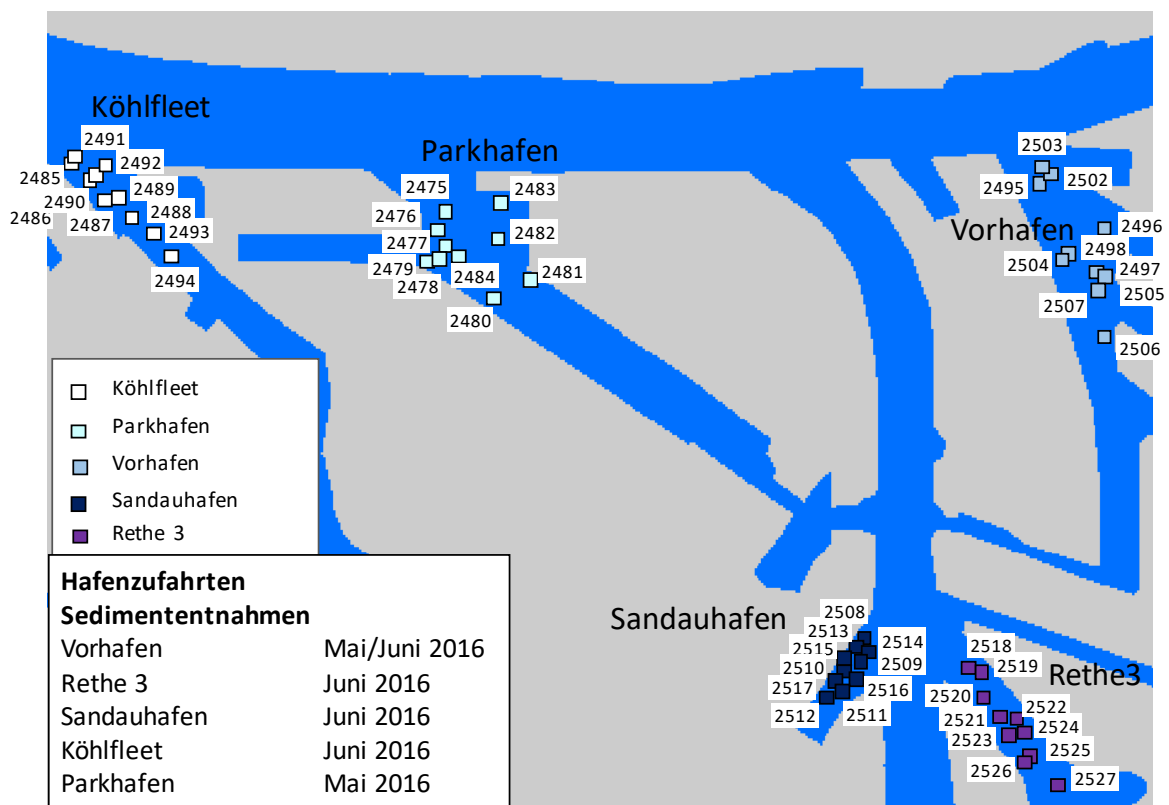 Köhlfleet
2491
2492
2485
2489
2490
2488
2486
2487
2493
2494
Parkhafen
2475
2483
2476
2477
2482
2479
2484
2481
2478
2480
2503
2495
2502
Vorhafen
2496
2498
2504
2497
2507
2505
2506
Köhlfleet
Parkhafen
Vorhafen
Sandauhafen
Rethe 3
Hafenzufahrten
Sedimententnahmen
Vorhafen Mai/Juni 2016
Rethe 3 Juni 2016
Sandauhafen Juni 2016
Köhlfleet Juni 2016
Parkhafen Mai 2016
Sandauhafen
2508
2513
2514
2515
2510
2509
2517
2516
2512
2511
2518
2519
Rethe3
2520
2521
2522
2523
2524
2525
2526
2527